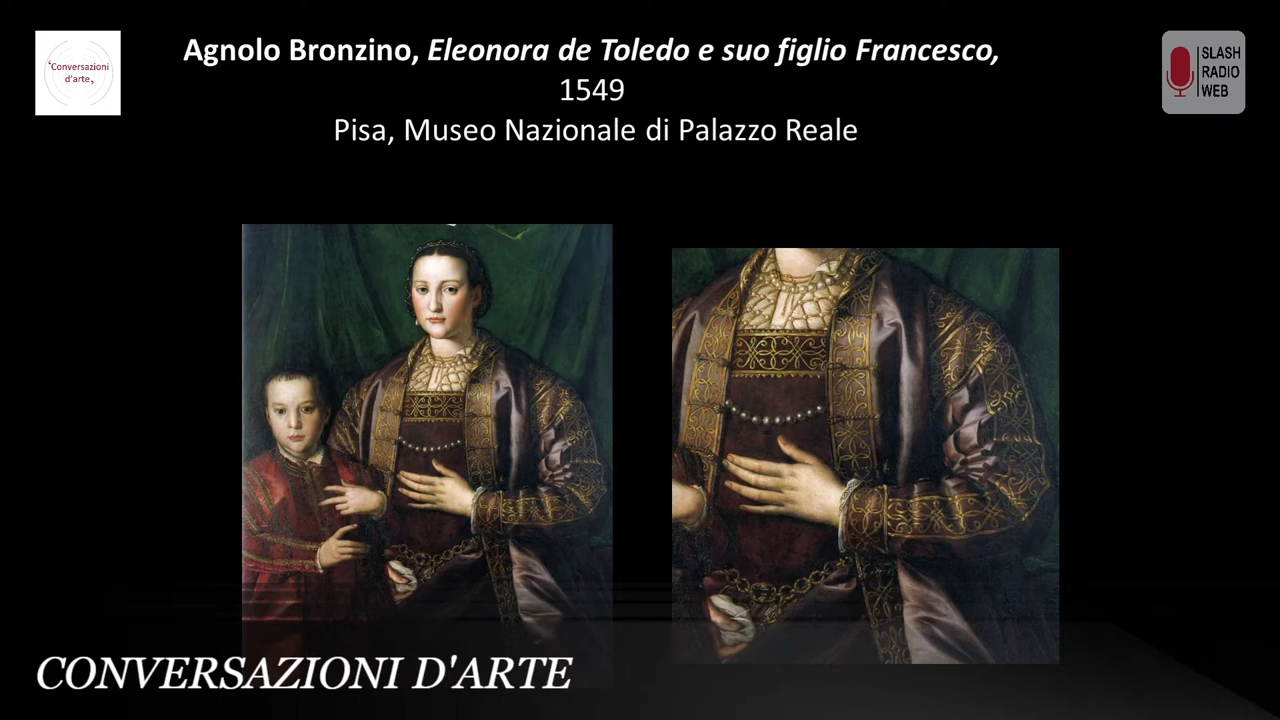 Agnolo Bronzino, Eleonora de Toledo e suo figlio Francesco,
1549
Pisa, Museo Nazionale di Palazzo Reale
‘Conversazioni
d’arte,
SLASH
RADIO
WEB
CONVERSAZIONI D'ARTE